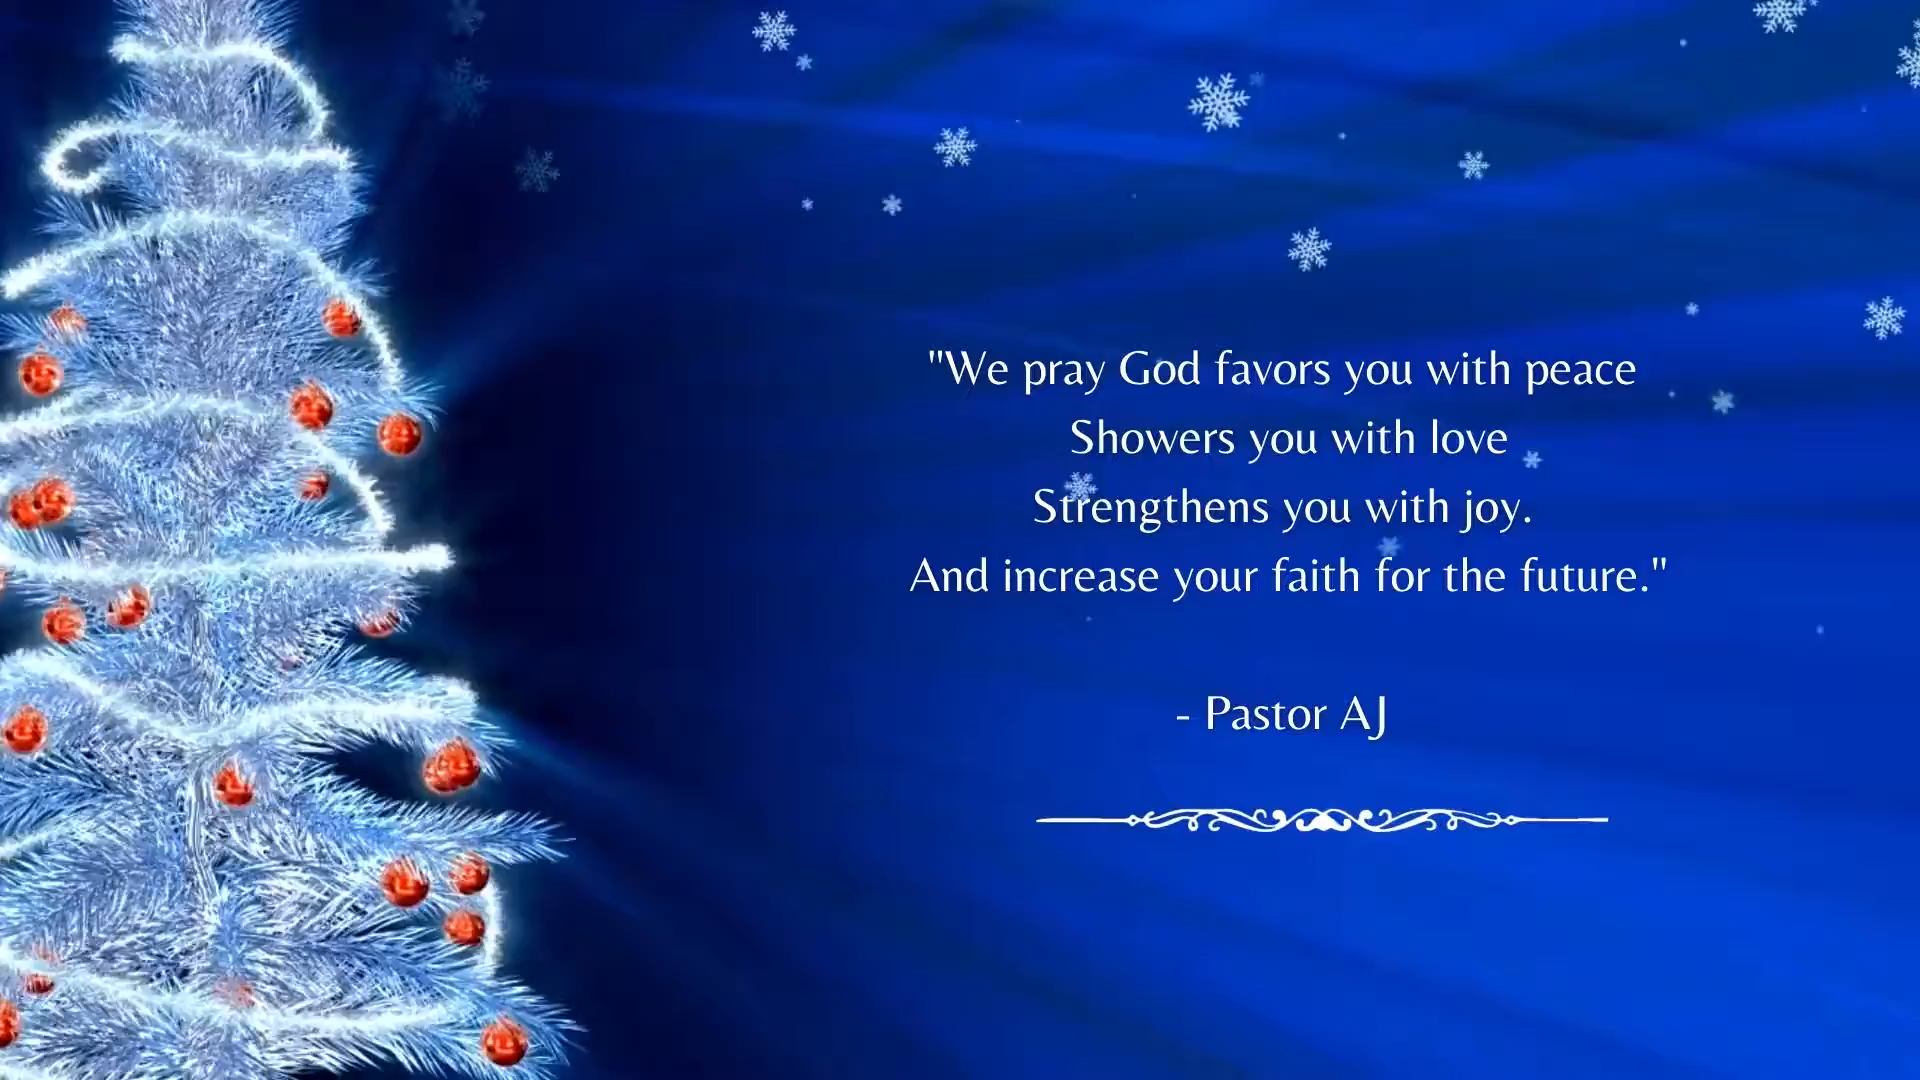 "We pray God favors you with peace
Showers you with love
Strengthens you with joy.
And increase your faith for the future."
- Pastor AJ